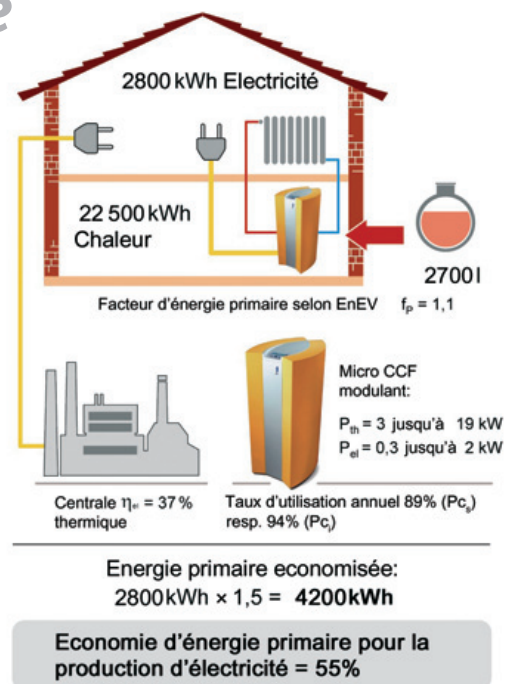 2800 kWh Electricité
22 500 kWh
Chaleur
2700 l
Facteur d'énergie primaire selon EnEV f_P = 1,1
Micro CCF
modulant:
P_th = 3 jusqu'à 19 kW
P_el = 0,3 jusqu'à 2 kW
Centrale η_el = 37 %
thermique
Taux d'utilisation annuel 89% (Pc_s)
resp. 94% (Pc_i)
Energie primaire economisée:
2800 kWh × 1,5 = 4200 kWh
Economie d'énergie primaire pour la
production d'électricité = 55%